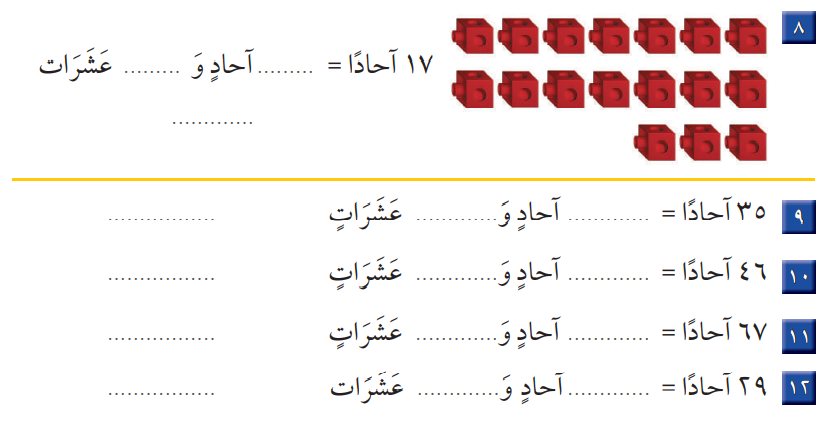 ٨
١٧ آحادًا = ......... آحادٍ وَ ......... عَشَرَات
.............
٩ ٣٥ آحادًا = ............. آحادٍ وَ ............. عَشَرَاتٍ .................
١٠ ٤٦ آحادًا = ............. آحادٍ وَ ............. عَشَرَاتٍ .................
١١ ٦٧ آحادًا = ............. آحادٍ وَ ............. عَشَرَاتٍ .................
١٢ ٢٩ آحادًا = ............. آحادٍ وَ ............. عَشَرَات .................